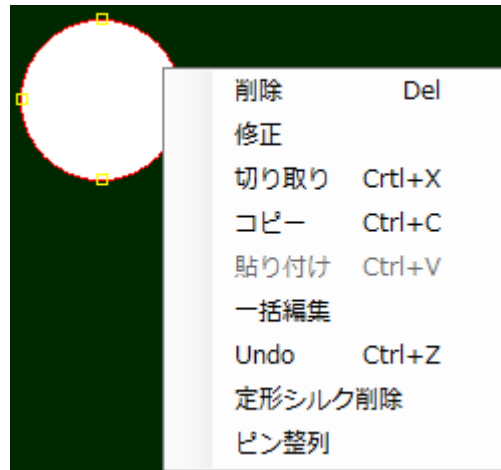 削除 Del
修正
切り取り Crtl+X
コピー Ctrl+C
貼り付け Ctrl+V
一括編集
Undo Ctrl+Z
定形シルク削除
ピン整列